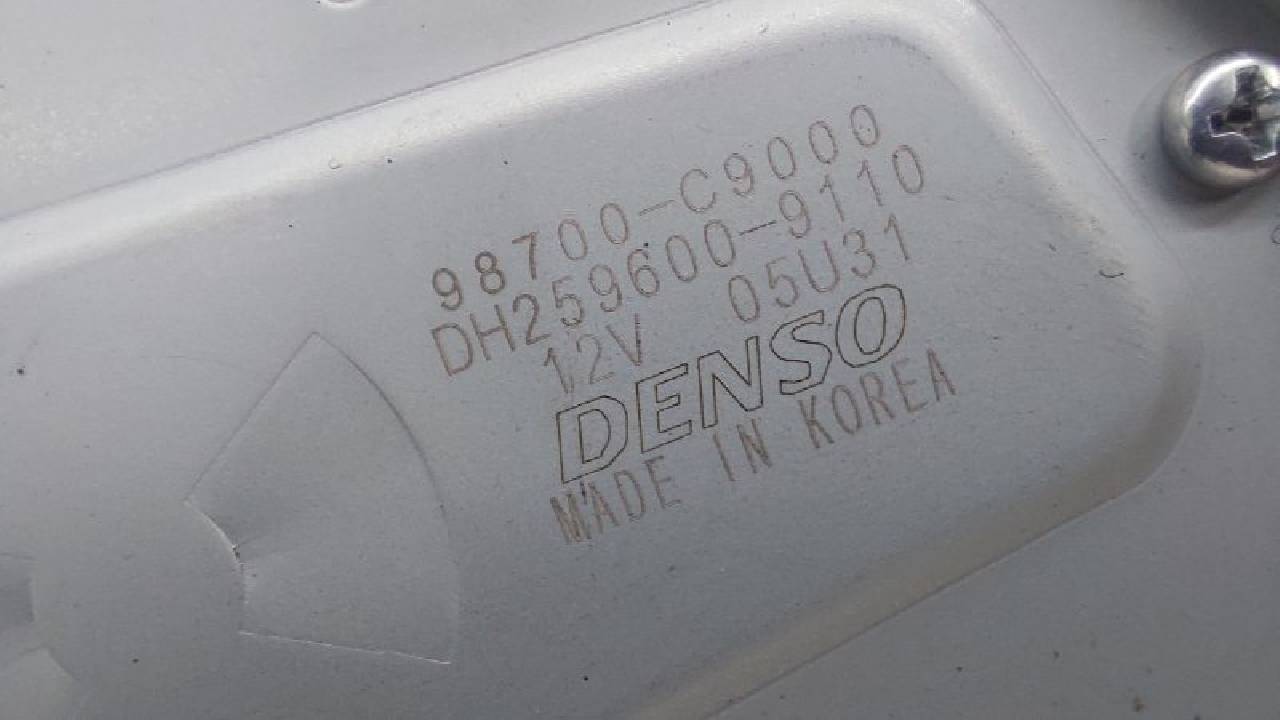 98700-C9000
DH259600-9110
12V 05U31
DENSO
MADE IN KOREA